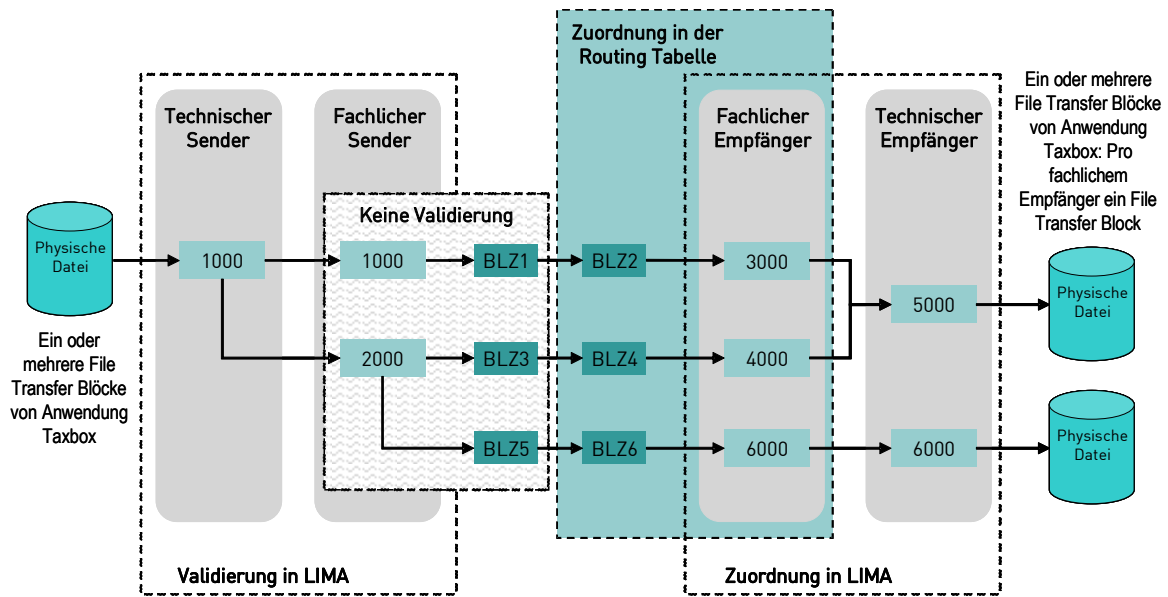 Zuordnung in der
Routing Tabelle
Technischer
Sender
Fachlicher
Sender
Fachlicher
Empfänger
Technischer
Empfänger
Ein oder mehrere
File Transfer Blöcke
von Anwendung
Taxbox: Pro
fachlichem
Empfänger ein File
Transfer Block
Keine Validierung
Physische
Datei
1000
1000
BLZ1
BLZ2
3000
5000
Physische
Datei
Ein oder
mehrere File
Transfer Blöcke
von Anwendung
Taxbox
2000
BLZ3
BLZ4
4000
BLZ5
BLZ6
6000
6000
Physische
Datei
Validierung in LIMA
Zuordnung in LIMA